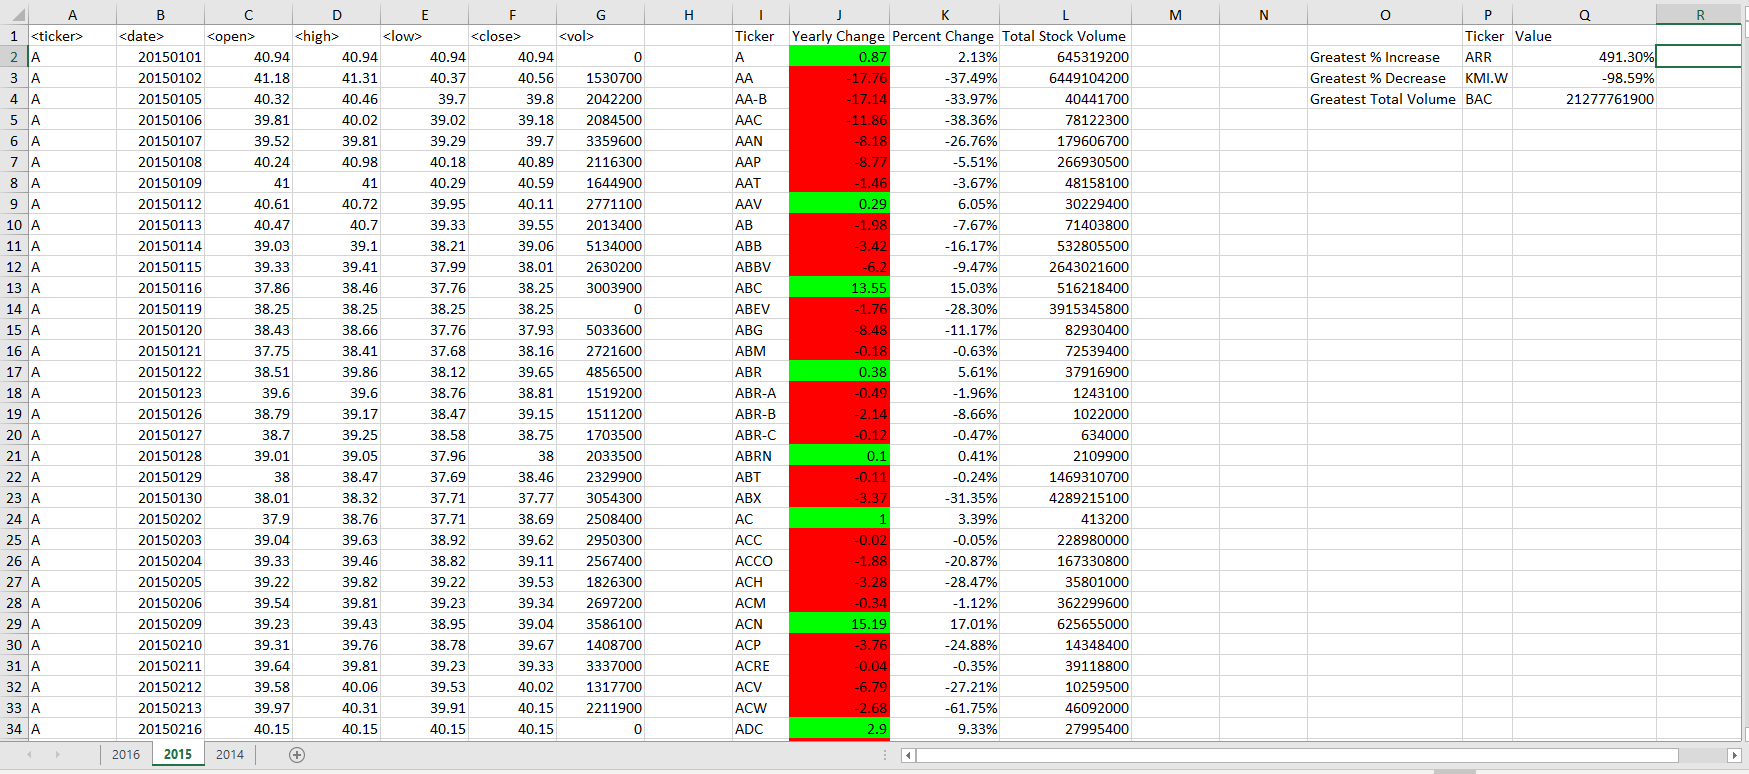 A B C D E F G H I J K L M N O P Q R
1 <ticker> <date> <open> <high> <low> <close> <vol> Ticker Yearly Change Percent Change Total Stock Volume Ticker Value
2 A 20150101 40.94 40.94 40.94 40.94 0 A 0.87 2.13% 645319200 Greatest % Increase ARR 491.30%
3 A 20150102 41.18 41.31 40.37 40.56 1530700 AA -17.76 -37.49% 6449104200 Greatest % Decrease KMI.W -98.59%
4 A 20150105 40.32 40.46 39.7 39.8 2042200 AA-B -17.14 -33.97% 40441700 Greatest Total Volume BAC 21277761900
5 A 20150106 39.81 40.02 39.02 39.18 2084500 AAC -11.86 -38.36% 78122300
6 A 20150107 39.52 39.81 39.29 39.7 3359600 AAN -8.18 -26.76% 179606700
7 A 20150108 40.24 40.98 40.18 40.89 2116300 AAP -8.77 -5.51% 266930500
8 A 20150109 41 41 40.29 40.59 1644900 AAT -1.46 -3.67% 48158100
9 A 20150112 40.61 40.72 39.95 40.11 2771100 AAV 0.29 6.05% 30229400
10 A 20150113 40.47 40.7 39.33 39.55 2013400 AB -1.98 -7.67% 71403800
11 A 20150114 39.03 39.1 38.21 39.06 5134000 ABB -3.42 -16.17% 532805500
12 A 20150115 39.33 39.41 37.99 38.01 2630200 ABBV -6.2 -9.47% 2643021600
13 A 20150116 37.86 38.46 37.76 38.25 3003900 ABC 13.55 15.03% 516218400
14 A 20150119 38.25 38.25 38.25 38.25 0 ABEV -1.76 -28.30% 3915345800
15 A 20150120 38.43 38.66 37.76 37.93 5033600 ABG -8.48 -11.17% 82930400
16 A 20150121 37.75 38.41 37.68 38.16 2721600 ABM -0.18 -0.63% 72539400
17 A 20150122 38.51 39.86 38.12 39.65 4856500 ABR 0.38 5.61% 37916900
18 A 20150123 39.6 39.6 38.76 38.81 1519200 ABR-A -0.49 -1.96% 1243100
19 A 20150126 38.79 39.17 38.47 39.15 1511200 ABR-B -2.14 -8.66% 1022000
20 A 20150127 38.7 39.25 38.58 38.75 1703500 ABR-C -0.12 -0.47% 634000
21 A 20150128 39.01 39.05 37.96 38 2033500 ABRN 0.1 0.41% 2109900
22 A 20150129 38 38.47 37.69 38.46 2329900 ABT -0.11 -0.24% 1469310700
23 A 20150130 38.01 38.32 37.71 37.77 3054300 ABX -3.37 -31.35% 4289215100
24 A 20150202 37.9 38.76 37.71 38.69 2508400 AC 1 3.39% 413200
25 A 20150203 39.04 39.63 38.92 39.62 2950300 ACC -0.02 -0.05% 228980000
26 A 20150204 39.33 39.46 38.82 39.11 2567400 ACCO -1.88 -20.87% 167330800
27 A 20150205 39.22 39.82 39.22 39.53 1826300 ACH -3.28 -28.47% 35801000
28 A 20150206 39.54 39.81 39.23 39.34 2697200 ACM -0.34 -1.12% 362299600
29 A 20150209 39.23 39.43 38.95 39.04 3586100 ACN 15.19 17.01% 625655000
30 A 20150210 39.31 39.76 38.78 39.67 1408700 ACP -3.76 -24.88% 14348400
31 A 20150211 39.64 39.81 39.23 39.33 3337000 ACRE -0.04 -0.35% 39118800
32 A 20150212 39.58 40.06 39.53 40.02 1317700 ACV -6.79 -27.21% 10259500
33 A 20150213 39.97 40.31 39.91 40.15 2211900 ACW -2.68 -61.75% 46092000
34 A 20150216 40.15 40.15 40.15 40.15 0 ADC 2.9 9.33% 27995400
2016 2015 2014